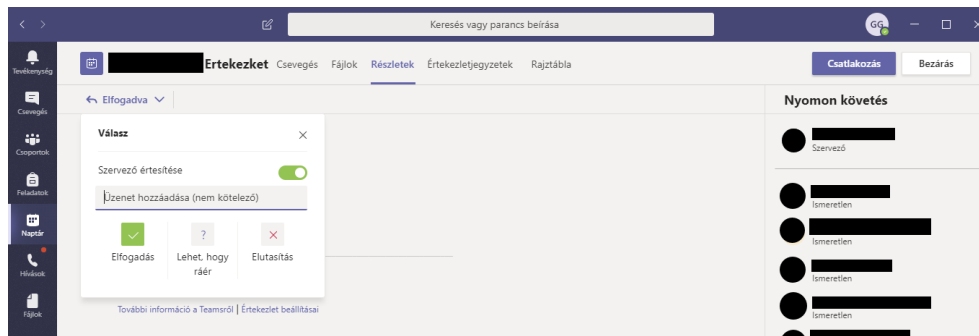 Keresés vagy parancs beírása
GG
Tevékenység
Csevegés
Csoportok
Feladatok
Naptár
Hívások
Fájlok
Ertekezket Csevegés Fájlok Részletek Értekezletjegyzetek Rajztábla
Csatlakozás Bezárás
Elfogadva
Válasz
Szervező értesítése
Üzenet hozzáadása (nem kötelező)
Elfogadás
Lehet, hogy
ráér
Elutasítás
További információ a Teamsről | Értekezlet beállításai
Nyomon követés
Szervező
Ismeretlen
Ismeretlen
Ismeretlen
Ismeretlen